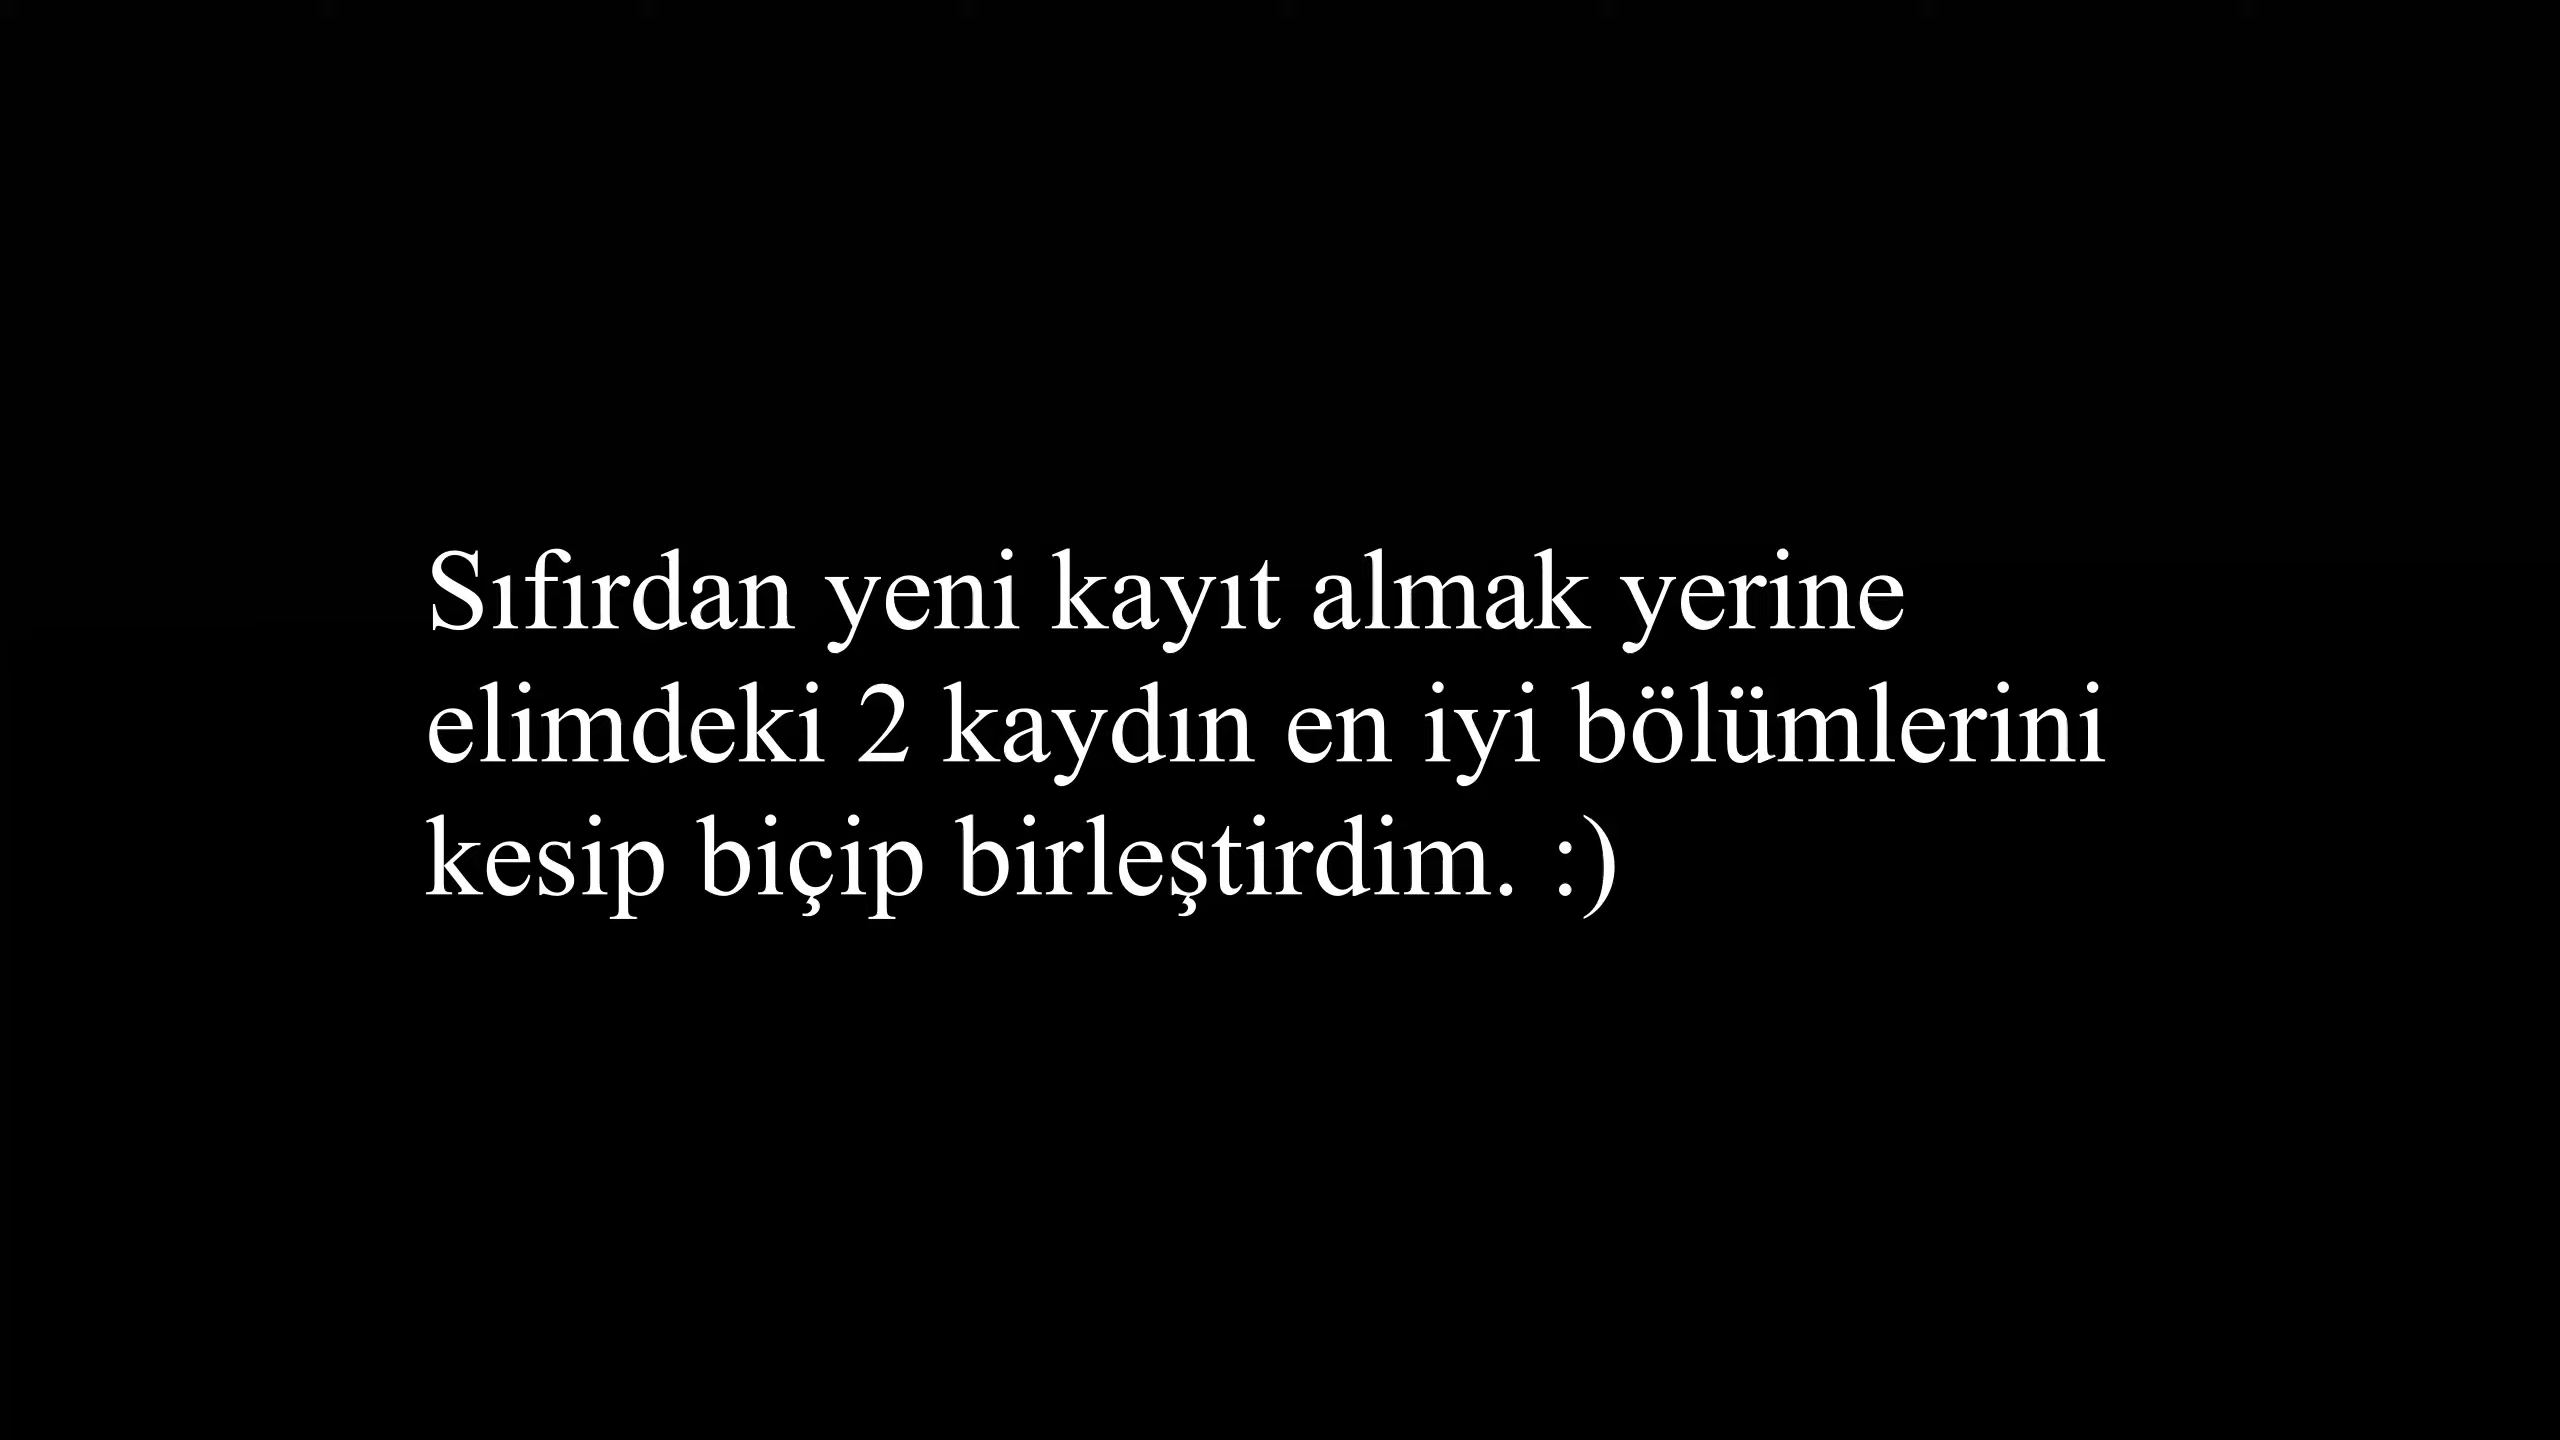 Sıfırdan yeni kayıt almak yerine
elimdeki 2 kaydın en iyi bölümlerini
kesip biçip birleştirdim. :)